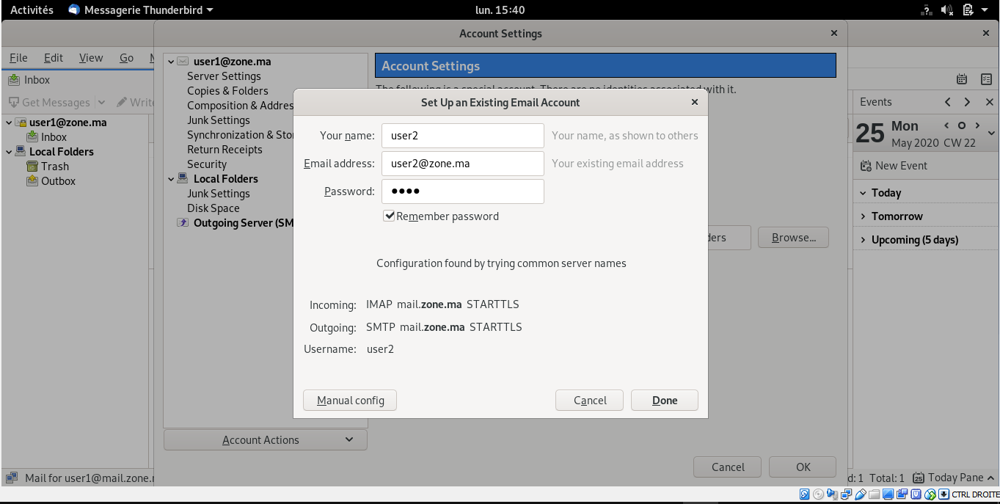 Activités Messagerie Thunderbird lun. 15:40
Account Settings
File Edit View Go
Inbox
Get Messages Write
user1@zone.ma
Inbox
Local Folders
Trash
Outbox
user1@zone.ma
Server Settings
Copies & Folders
Composition & Addres
Junk Settings
Synchronization & Sto
Return Receipts
Security
Local Folders
Junk Settings
Disk Space
Outgoing Server (SM
Account Actions
Account Settings
The following is a special account. There are no identities associated with it.
Browse...
Cancel OK
Set Up an Existing Email Account
Your name: user2 Your name, as shown to others
Email address: user2@zone.ma Your existing email address
Password: ●●●●
Remember password
Configuration found by trying common server names
Incoming: IMAP mail.zone.ma STARTTLS
Outgoing: SMTP mail.zone.ma STARTTLS
Username: user2
Manual config Cancel Done
Events
25 Mon
May 2020 CW 22
New Event
Today
Tomorrow
Upcoming (5 days)
Mail for user1@mail.zone.
Total: 1 25 Today Pane
CTRL DROITE